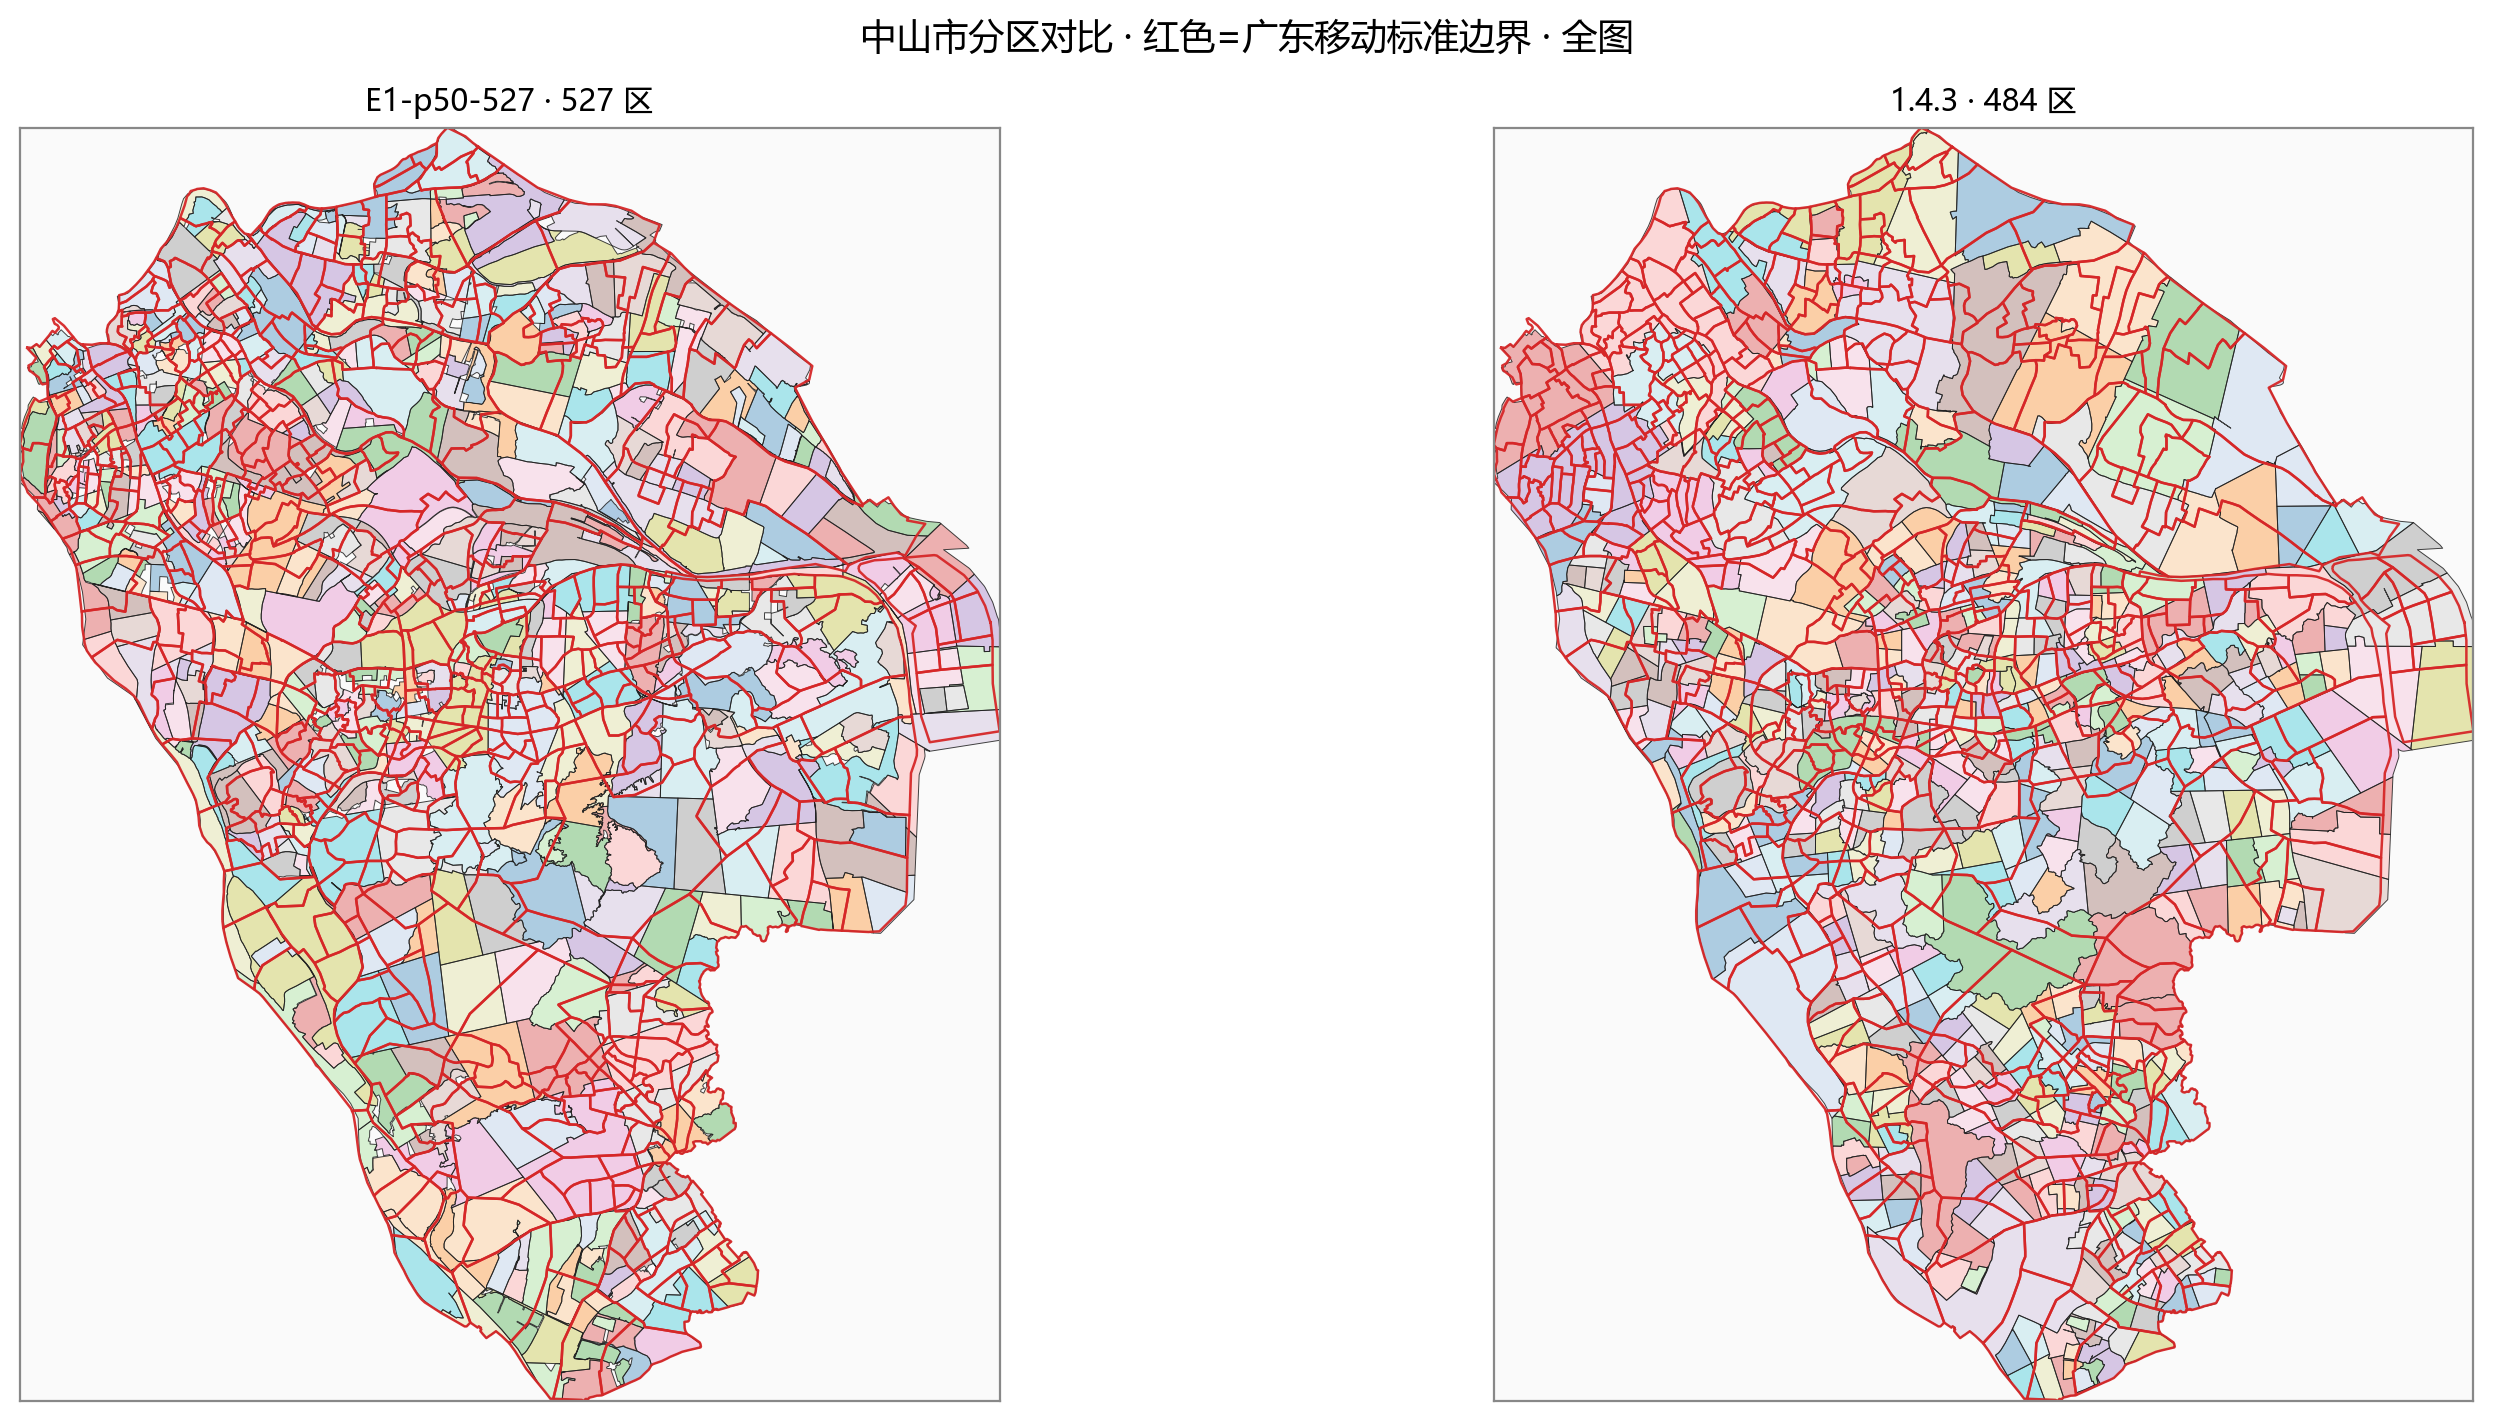 中山市分区对比 · 红色=广东移动标准边界 · 全图
E1-p50-527 · 527 区
1.4.3 · 484 区